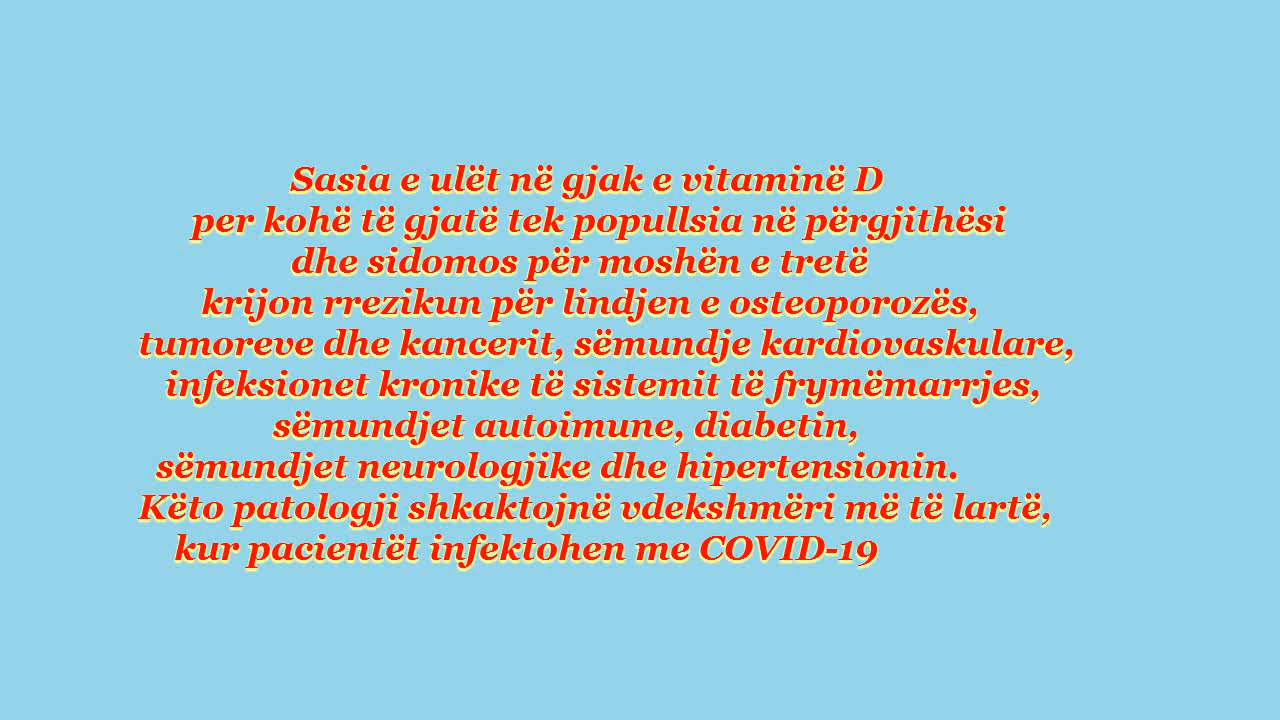 Sasia e ulët në gjak e vitaminë D
per kohë të gjatë tek popullsia në përgjithësi
dhe sidomos për moshën e tretë
krijon rrezikun për lindjen e osteoporozës,
tumoreve dhe kancerit, sëmundje kardiovaskulare,
infeksionet kronike të sistemit të frymëmarrjes,
sëmundjet autoimune, diabetin,
sëmundjet neurologjike dhe hipertensionin.
Këto patologji shkaktojnë vdekshmëri më të lartë,
kur pacientët infektohen me COVID-19